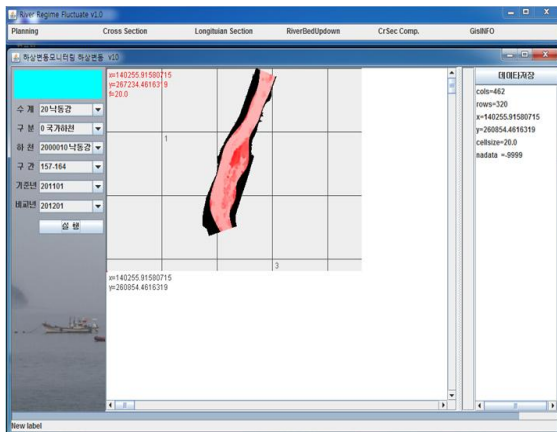 River Regime Fluctuate v1.0
Planning Cross Section Longituian Section RiverBedUpdown CrSec Comp. GisINFO
하상변동모니터링 하상변동 v10
수 계 20낙동강
구 분 0 국가하천
하 천 2000010낙동강
구 간 157-164
기준년 201101
비교년 201201
실 행
x=140255.91580715
y=267234.4616319
f=20.0
1
3
x=140255.91580715
y=260854.4616319
데이타저장
cols=462
rows=320
x=140255.91580715
y=260854.4616319
cellsize=20.0
nadata =-9999
New label